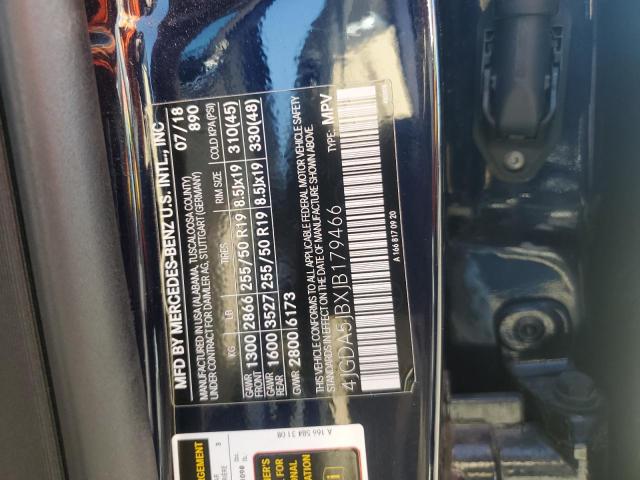 MFD BY MERCEDES-BENZ U.S. INTL., INC
MANUFACTURED IN USA (ALABAMA, TUSCALOOSA COUNTY) 07/18
UNDER CONTRACT FOR DAIMLER AG, STUTTGART (GERMANY) 890
KG LB TIRES RIM SIZE COLD KPA (PSI)
GAWR FRONT 1300 2866 255/50 R19 8.5Jx19 310(45)
GAWR REAR 1600 3527 255/50 R19 8.5Jx19 330(48)
GVWR 2800 6173
THIS VEHICLE CONFORMS TO ALL APPLICABLE FEDERAL MOTOR VEHICLE SAFETY
STANDARDS IN EFFECT ON THE DATE OF MANUFACTURE SHOWN ABOVE.
4JGDA5JBXJB179466 TYPE: MPV
A 166 817 09 20
A 166 584 31 08